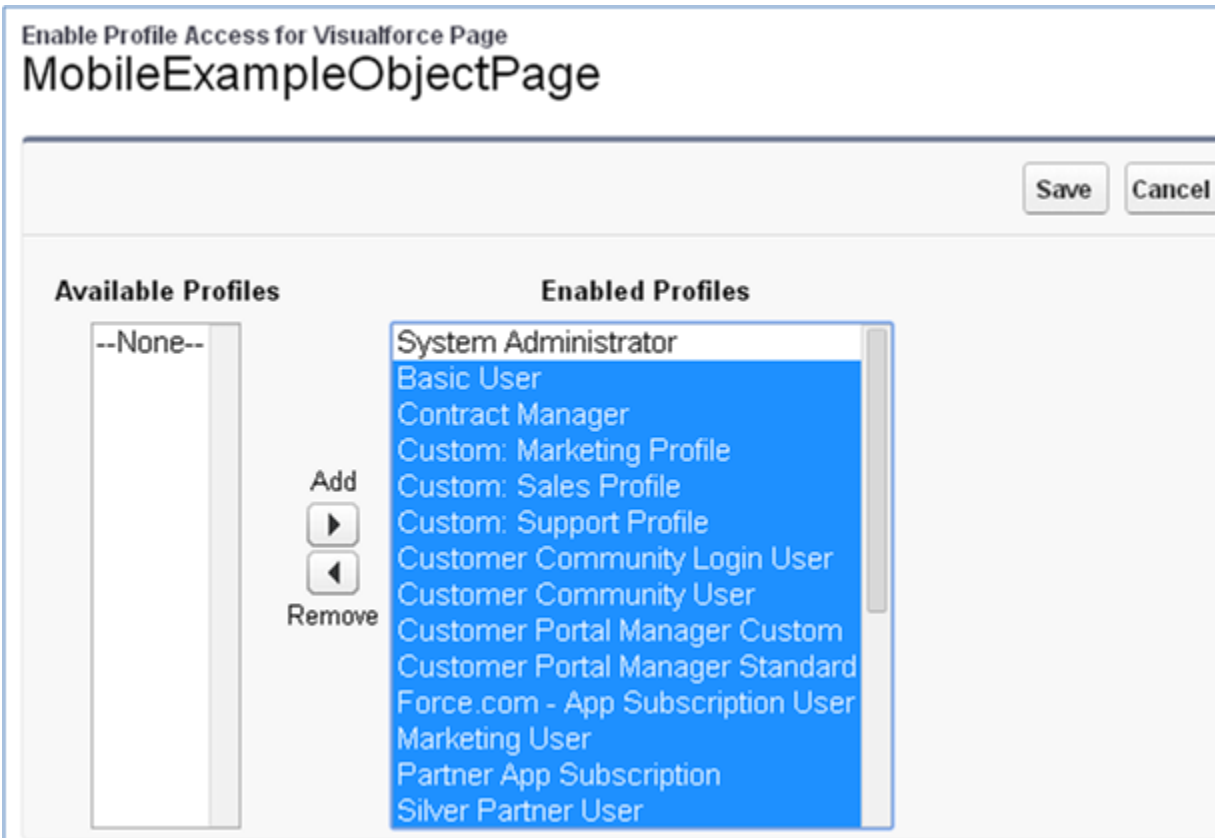 Enable Profile Access for Visualforce Page
MobileExampleObjectPage
Save Cancel
Available Profiles
--None--
Add
Remove
Enabled Profiles
System Administrator
Basic User
Contract Manager
Custom: Marketing Profile
Custom: Sales Profile
Custom: Support Profile
Customer Community Login User
Customer Community User
Customer Portal Manager Custom
Customer Portal Manager Standard
Force.com - App Subscription User
Marketing User
Partner App Subscription
Silver Partner User